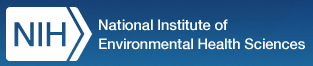 NIH
National Institute of
Environmental Health Sciences